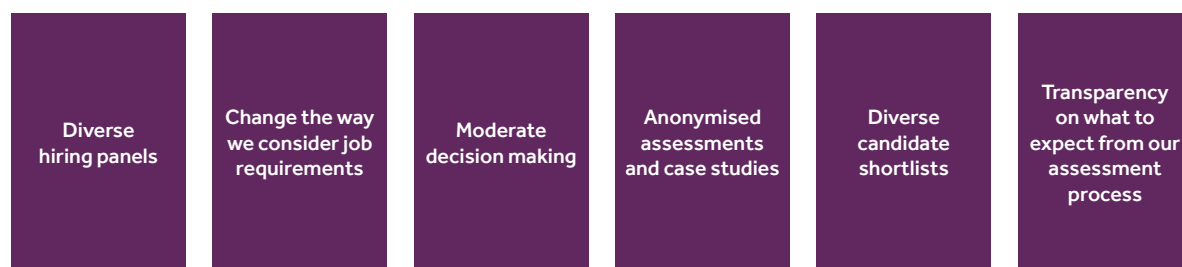 Diverse
hiring panels
Change the way
we consider job
requirements
Moderate
decision making
Anonymised
assessments
and case studies
Diverse
candidate
shortlists
Transparency
on what to
expect from our
assessment
process